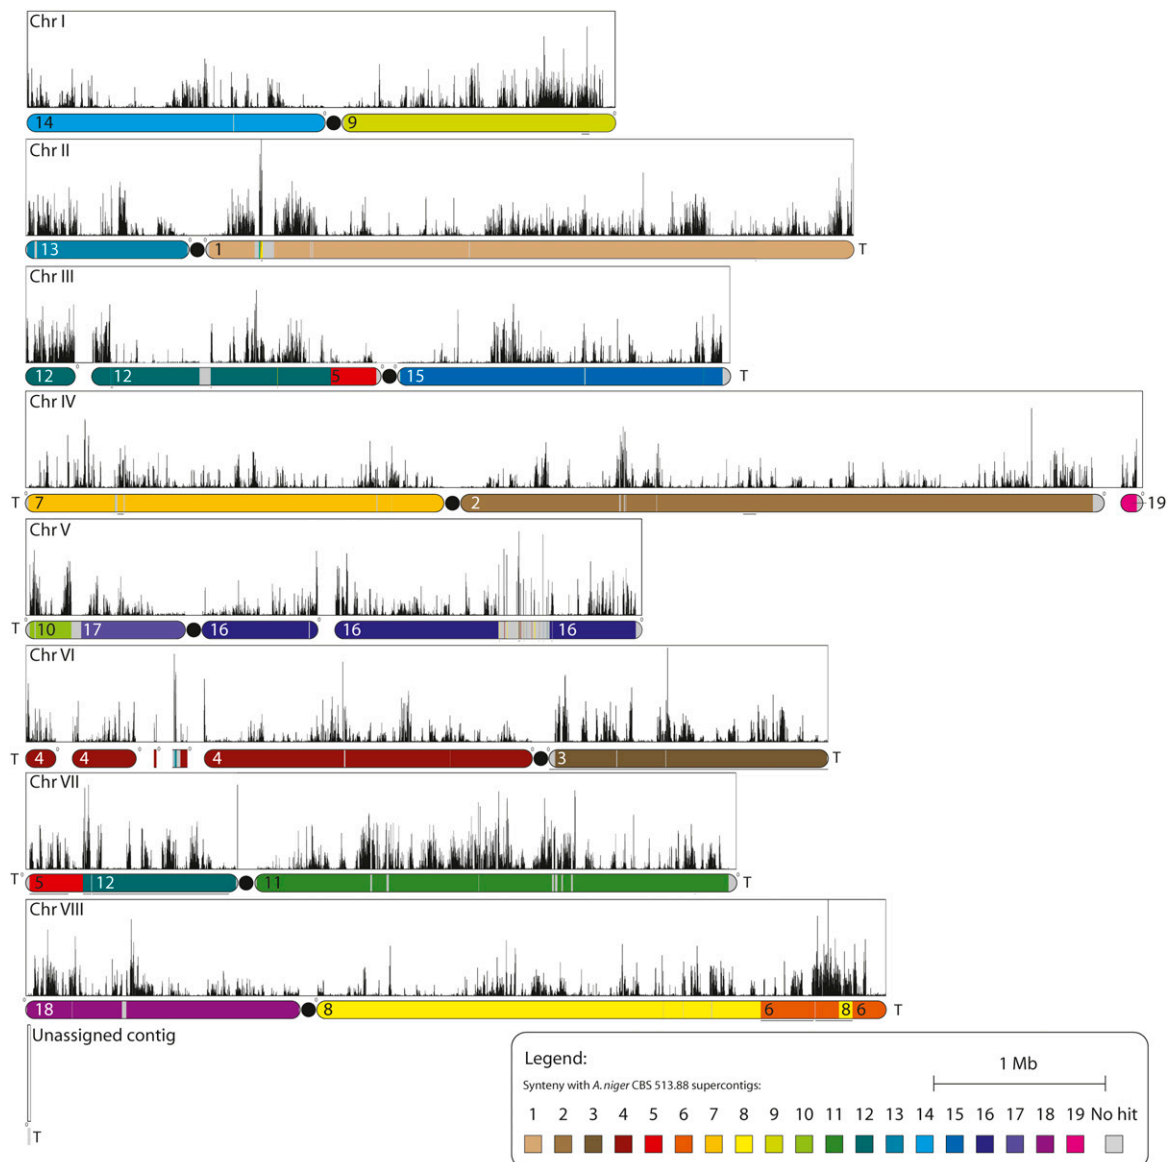 Chr I
14 9
Chr II
13 1 T
Chr III
12 12 5 15 T
Chr IV
T 7 2 19
Chr V
T 10 17 16 16 16
Chr VI
T 4 4 4 3 T
Chr VII
T 5 12 11 T
Chr VIII
18 8 6 8 6 T
Unassigned contig
T
Legend:
1 Mb
Synteny with A. niger CBS 513.88 supercontigs:
1 2 3 4 5 6 7 8 9 10 11 12 13 14 15 16 17 18 19 No hit